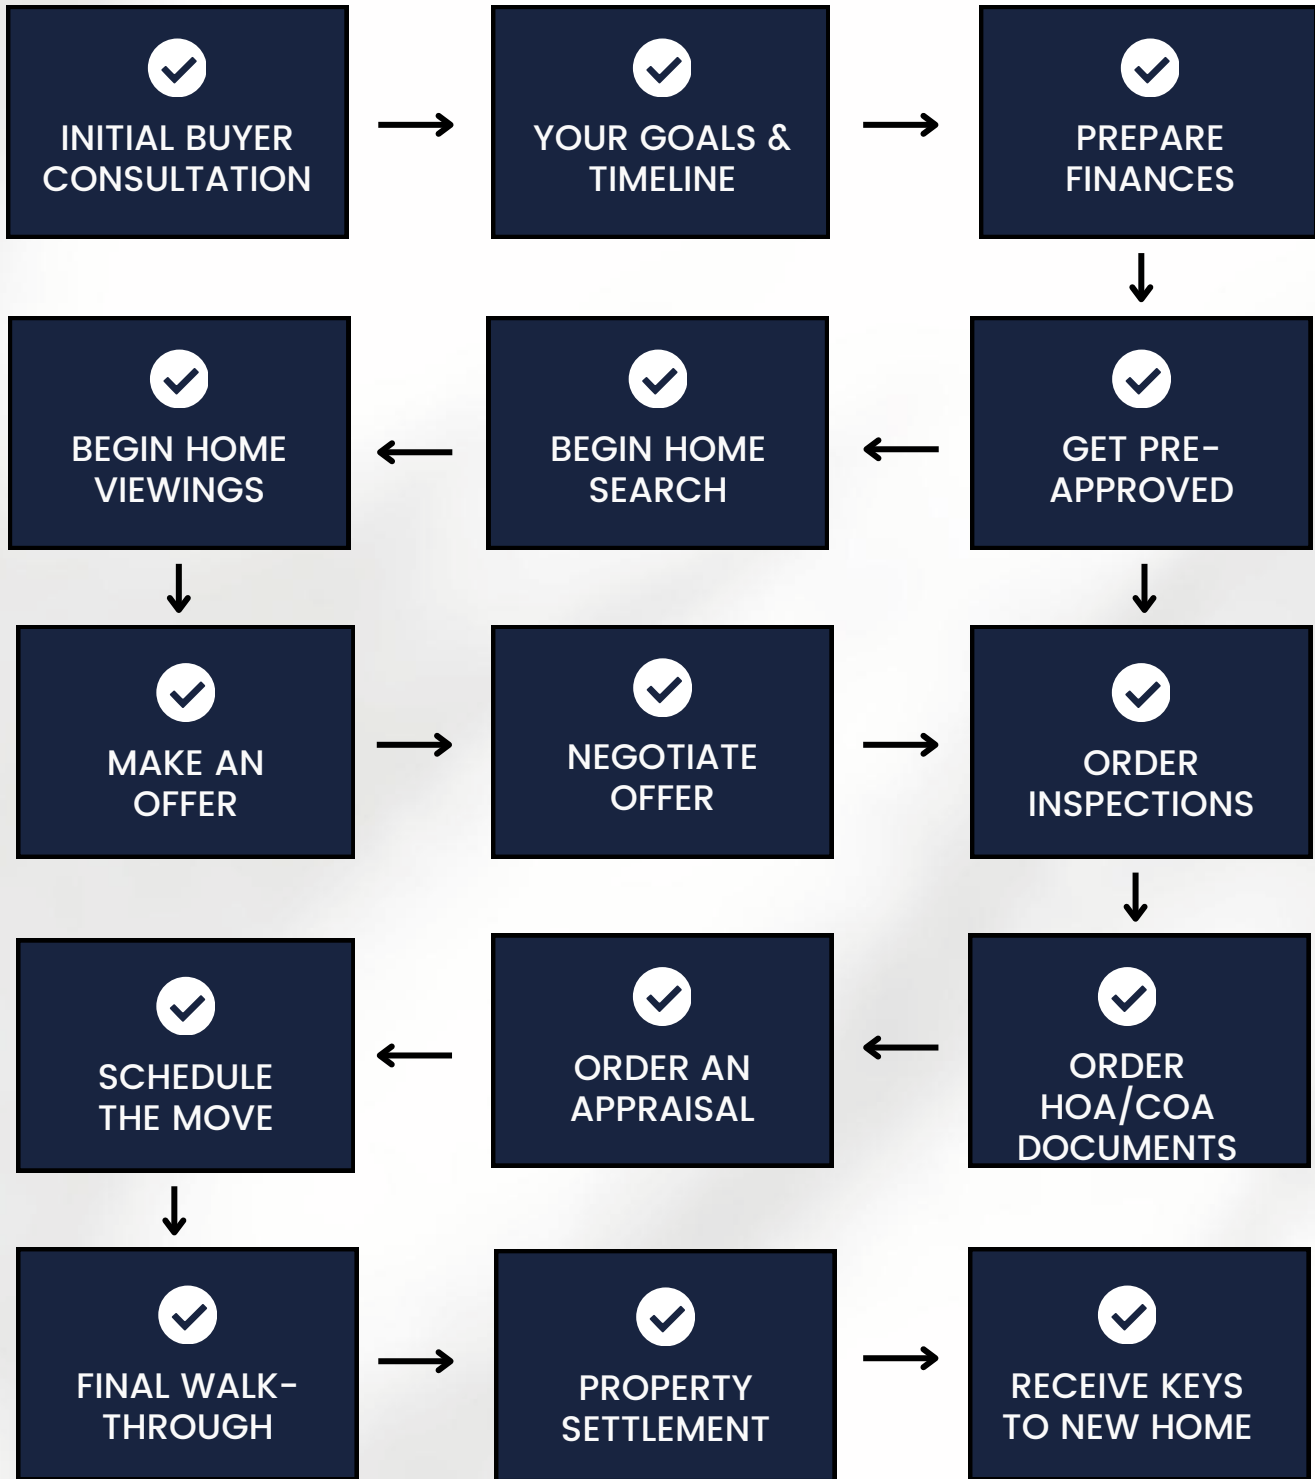 INITIAL BUYER
CONSULTATION
YOUR GOALS &
TIMELINE
PREPARE
FINANCES
BEGIN HOME
VIEWINGS
BEGIN HOME
SEARCH
GET PRE-
APPROVED
MAKE AN
OFFER
NEGOTIATE
OFFER
ORDER
INSPECTIONS
SCHEDULE
THE MOVE
ORDER AN
APPRAISAL
ORDER
HOA/COA
DOCUMENTS
FINAL WALK-
THROUGH
PROPERTY
SETTLEMENT
RECEIVE KEYS
TO NEW HOME